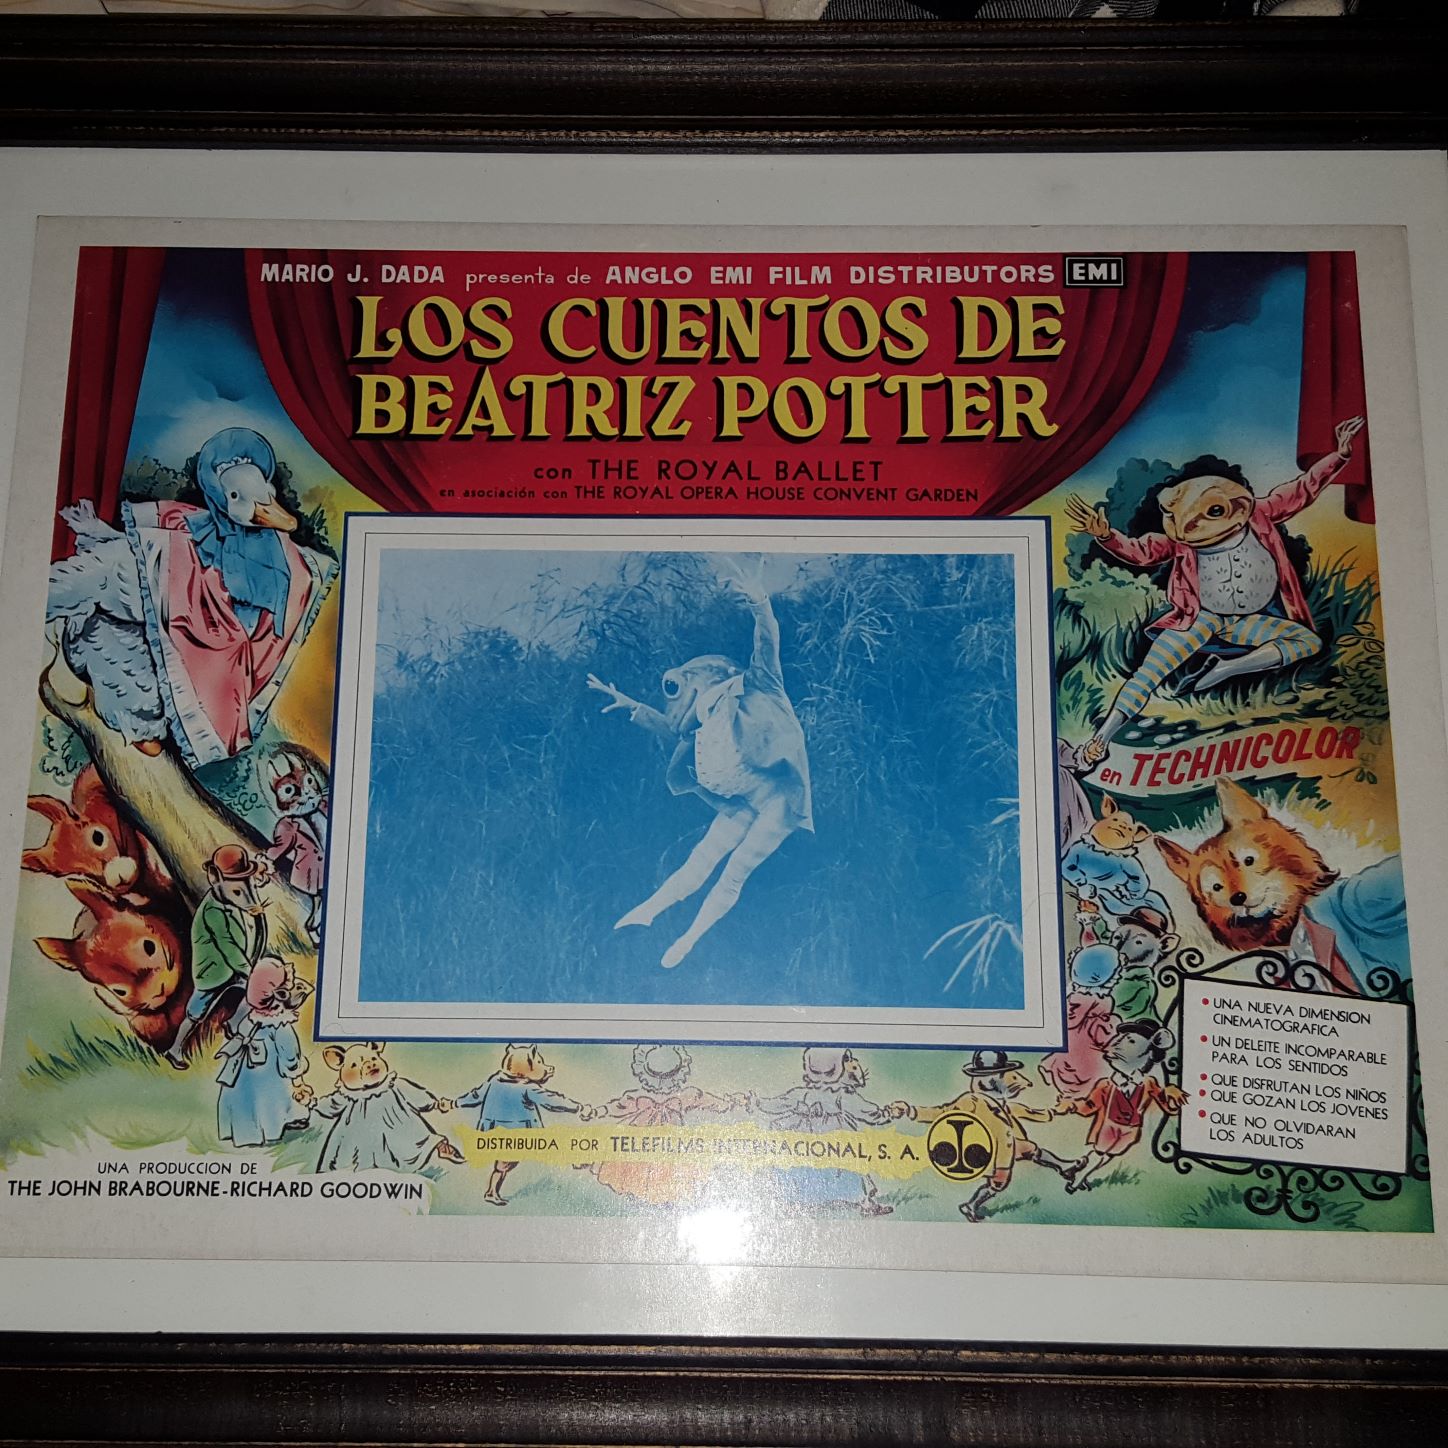 MARIO J. DADA presenta de ANGLO EMI FILM DISTRIBUTORS EMI
LOS CUENTOS DE
BEATRIZ POTTER
con THE ROYAL BALLET
en asociación con THE ROYAL OPERA HOUSE CONVENT GARDEN
en TECHNICOLOR
• UNA NUEVA DIMENSION
CINEMATOGRAFICA
• UN DELEITE INCOMPARABLE
PARA LOS SENTIDOS
• QUE DISFRUTAN LOS NIÑOS
• QUE GOZAN LOS JOVENES
• QUE NO OLVIDARAN
LOS ADULTOS
DISTRIBUIDA POR TELEFILMS INTERNACIONAL, S. A.
UNA PRODUCCION DE
THE JOHN BRABOURNE-RICHARD GOODWIN